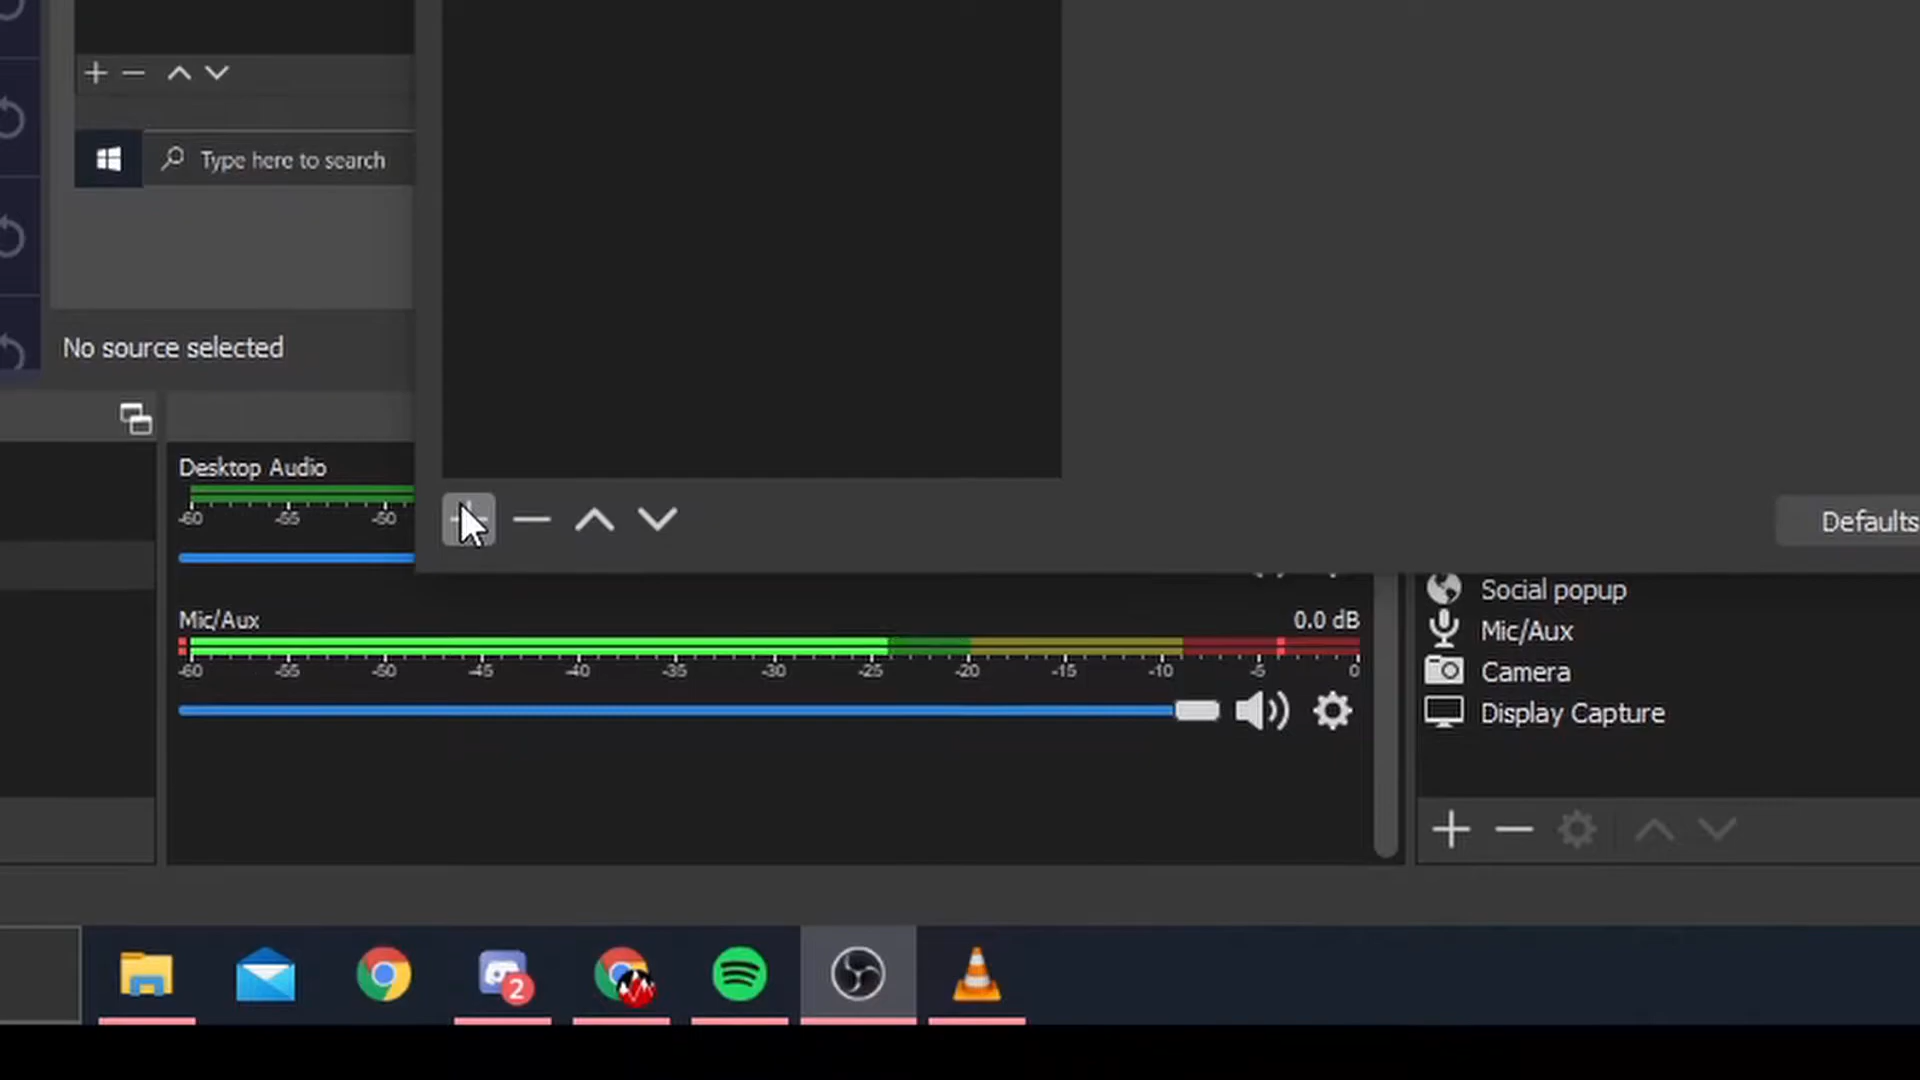 Type here to search
No source selected
Desktop Audio
-60 -55 -50
Defaults
Mic/Aux 0.0 dB
-60 -55 -50 -45 -40 -35 -30 -25 -20 -15 -10 -5 0
Social popup
Mic/Aux
Camera
Display Capture
2